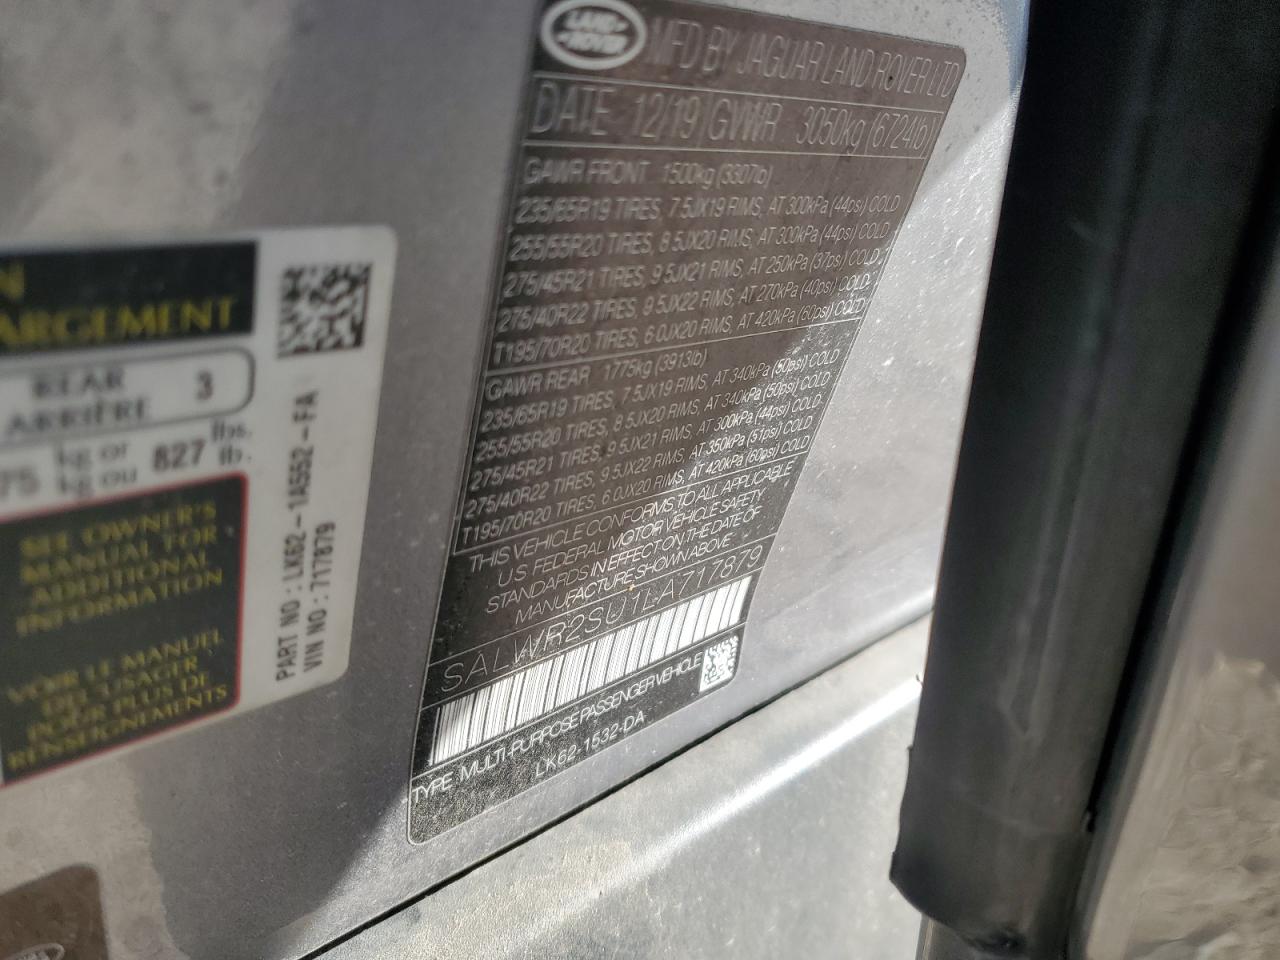 LAND ROVER
MFD BY JAGUAR LAND ROVER LTD
DATE 12/19 GVWR 3050kg (6724lb)
GAWR FRONT 1500kg (3307lb)
235/65R19 TIRES, 7.5JX19 RIMS, AT 300kPa (44psi) COLD
255/55R20 TIRES, 8.5JX20 RIMS, AT 300kPa (44psi) COLD
275/45R21 TIRES, 9.5JX21 RIMS, AT 250kPa (37psi) COLD
275/40R22 TIRES, 9.5JX22 RIMS, AT 270kPa (40psi) COLD
T195/70R20 TIRES, 6.0JX20 RIMS, AT 420kPa (60psi) COLD
GAWR REAR 1775kg (3913lb)
235/65R19 TIRES, 7.5JX19 RIMS, AT 340kPa (50psi) COLD
255/55R20 TIRES, 8.5JX20 RIMS, AT 340kPa (50psi) COLD
275/45R21 TIRES, 9.5JX21 RIMS, AT 300kPa (44psi) COLD
275/40R22 TIRES, 9.5JX22 RIMS, AT 350kPa (51psi) COLD
T195/70R20 TIRES, 6.0JX20 RIMS, AT 420kPa (60psi) COLD
THIS VEHICLE CONFORMS TO ALL APPLICABLE
U.S. FEDERAL MOTOR VEHICLE SAFETY
STANDARDS IN EFFECT ON THE DATE OF
MANUFACTURE SHOWN ABOVE
SALWR2SU1LA717879
TYPE MULTI-PURPOSE PASSENGER VEHICLE
LK62-1532-DA
N
ARGEMENT
REAR 3
ARRIÈRE
75 kg or 827 lbs.
kg ou lb.
SEE OWNER'S
MANUAL FOR
ADDITIONAL
INFORMATION
VOIR LE MANUEL
DE L'USAGER
POUR PLUS DE
RENSEIGNEMENTS
PART NO : LK62-1A552-FA
VIN NO : 717879